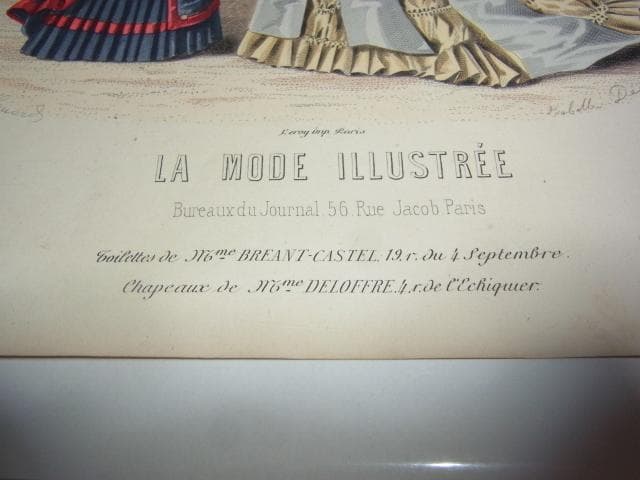 Leroy imp. Paris
LA MODE ILLUSTRÉE
Bureaux du Journal. 56. Rue Jacob. Paris
Toilettes de Mme BREANT-CASTEL. 19. r. du 4 Septembre.
Chapeaux de Mme DELOFFRE. 4, r. de l'Echiquier.